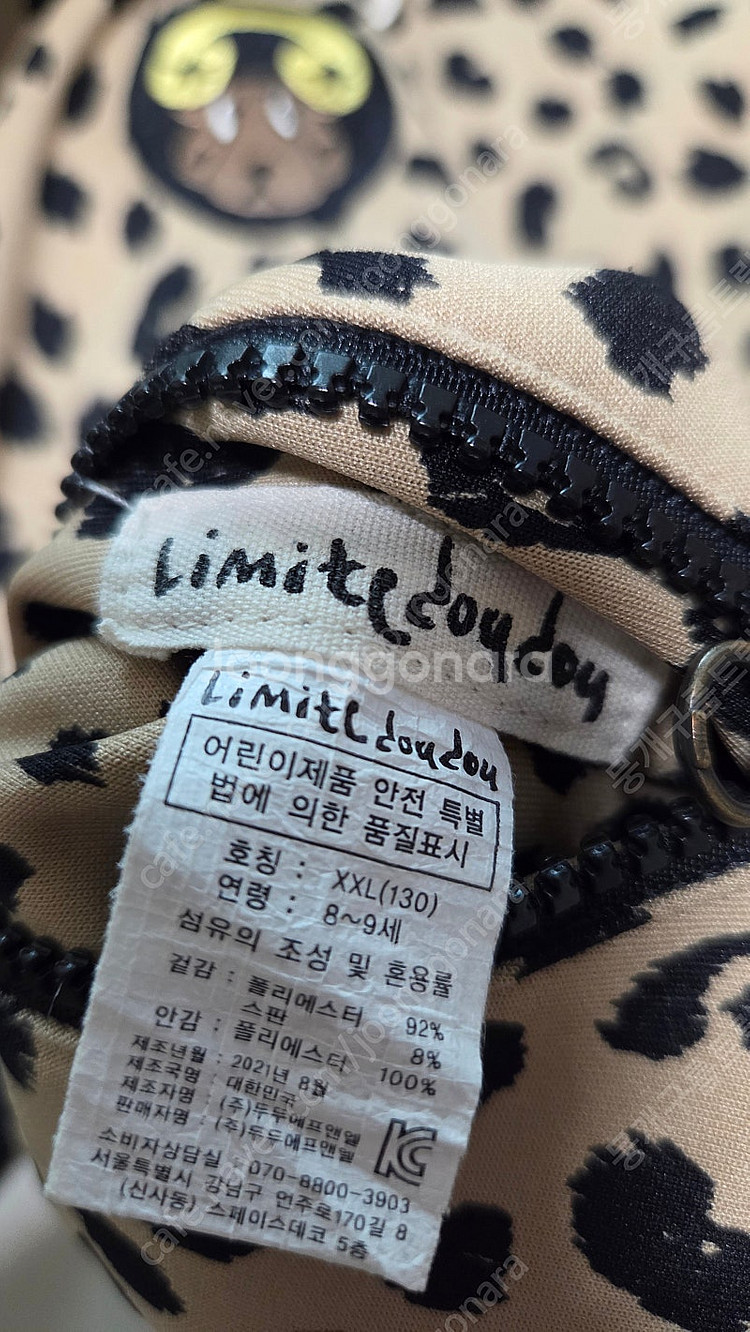 Limitedoudou
joonggonara
Limitedoudou
어린이제품 안전 특별
법에 의한 품질표시
호칭 : XXL(130)
연령 : 8~9세
섬유의 조성 및 혼용률
겉감 : 폴리에스터 92%
스판 8%
안감 : 폴리에스터 100%
제조년월 : 2021년 8월
제조국명 : 대한민국
제조자명 : (주)두두에프앤엘
판매자명 : (주)두두에프앤엘
소비자상담실 070-8800-3903
서울특별시 강남구 언주로170길 8
(신사동) 스페이스데코 5층